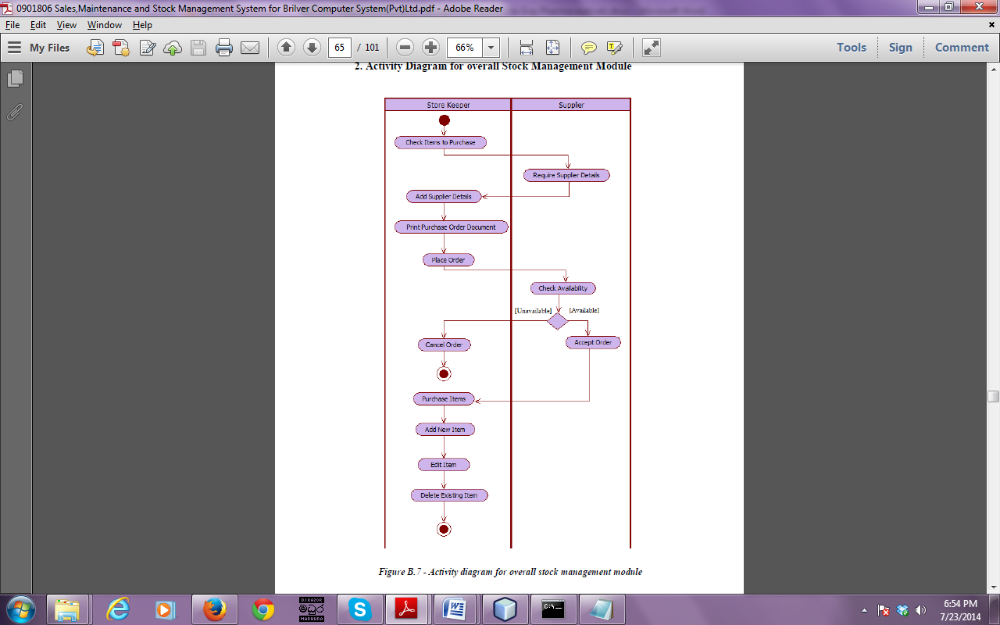 0901806 Sales,Maintenance and Stock Management System for Brilver Computer System(Pvt)Ltd.pdf - Adobe Reader
File Edit View Window Help
My Files 65 / 101 66% Tools Sign Comment
2. Activity Diagram for overall Stock Management Module
Store Keeper Supplier
Check Items to Purchase
Require Supplier Details
Add Supplier Details
Print Purchase Order Document
Place Order
Check Availability
[Unavailable] [Available]
Cancel Order Accept Order
Purchase Items
Add New Item
Edit Item
Delete Existing Item
Figure B.7 - Activity diagram for overall stock management module
DJ RAZOR
මධුර
MADHURA
C:\.
6:54 PM
7/23/2014